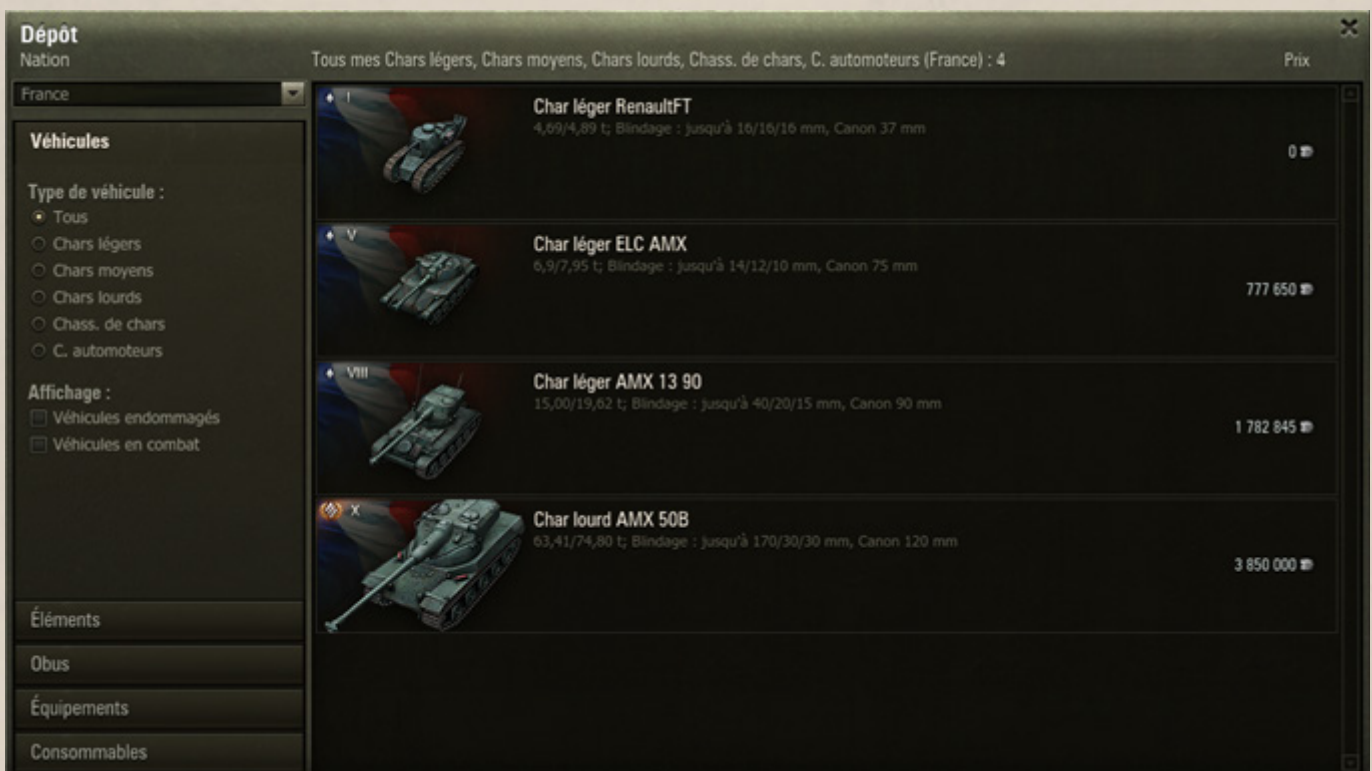 Dépôt
Nation
Tous mes Chars légers, Chars moyens, Chars lourds, Chass. de chars, C. automoteurs (France) : 4
Prix
France
Véhicules
Type de véhicule :
Tous
Chars légers
Chars moyens
Chars lourds
Chass. de chars
C. automoteurs
Affichage :
Véhicules endommagés
Véhicules en combat
Éléments
Obus
Équipements
Consommables
I
Char léger RenaultFT
4,69/4,89 t; Blindage : jusqu'à 16/16/16 mm, Canon 37 mm
0
V
Char léger ELC AMX
6,9/7,95 t; Blindage : jusqu'à 14/12/10 mm, Canon 75 mm
777 650
VIII
Char léger AMX 13 90
15,00/19,62 t; Blindage : jusqu'à 40/20/15 mm, Canon 90 mm
1 782 845
X
Char lourd AMX 50B
63,41/74,80 t; Blindage : jusqu'à 170/30/30 mm, Canon 120 mm
3 850 000